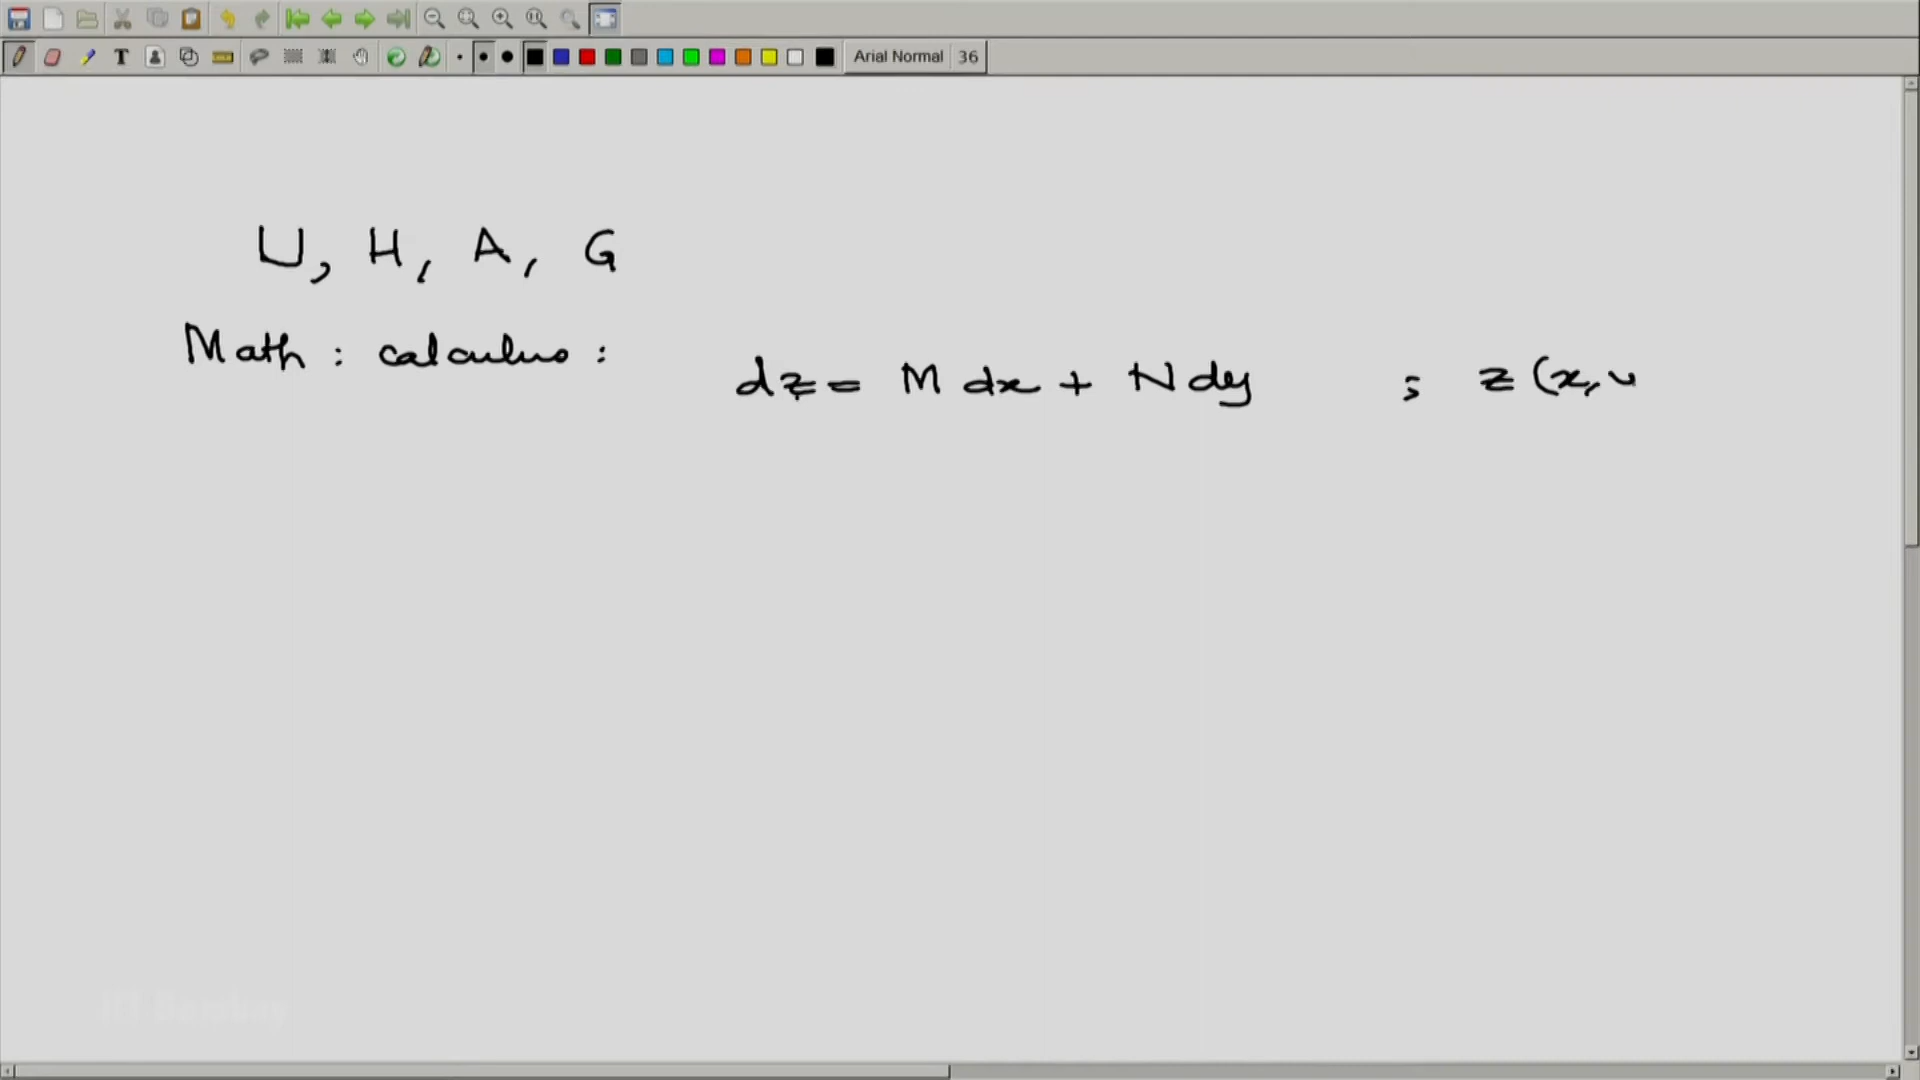 Arial Normal 36
U, H, A, G
Math : calculus :
dz = M dx + N dy ; z (x,